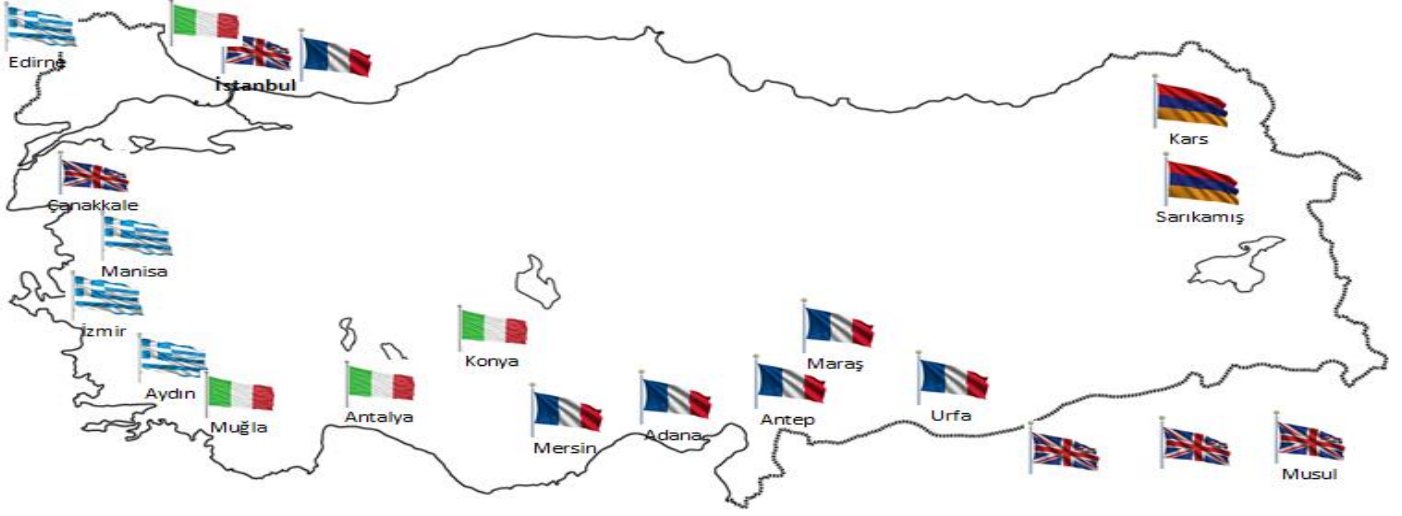 Edirne
İstanbul
Kars
Çanakkale
Sarıkamış
Manisa
İzmir
Konya
Maraş
Aydın
Muğla
Antalya
Mersin
Adana
Antep
Urfa
Musul